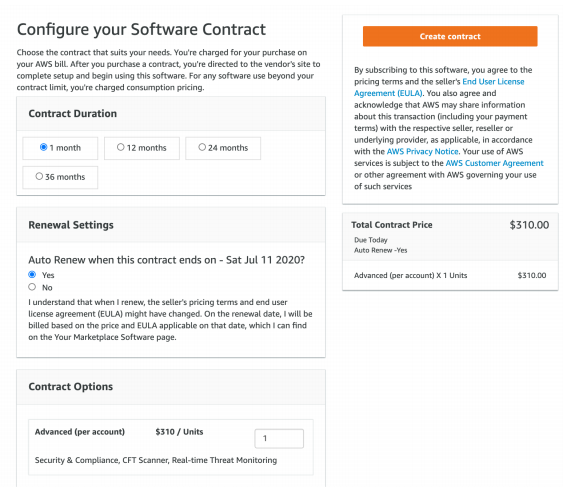 Configure your Software Contract
Choose the contract that suits your needs. You're charged for your purchase on
your AWS bill. After you purchase a contract, you're directed to the vendor's site to
complete setup and begin using this software. For any software use beyond your
contract limit, you're charged consumption pricing.
Contract Duration
1 month
12 months
24 months
36 months
Renewal Settings
Auto Renew when this contract ends on - Sat Jul 11 2020?
Yes
No
I understand that when I renew, the seller's pricing terms and end user
license agreement (EULA) might have changed. On the renewal date, I will be
billed based on the price and EULA applicable on that date, which I can find
on the Your Marketplace Software page.
Contract Options
Advanced (per account) $310 / Units 1
Security & Compliance, CFT Scanner, Real-time Threat Monitoring
Create contract
By subscribing to this software, you agree to the
pricing terms and the seller's End User License
Agreement (EULA). You also agree and
acknowledge that AWS may share information
about this transaction (including your payment
terms) with the respective seller, reseller or
underlying provider, as applicable, in accordance
with the AWS Privacy Notice. Your use of AWS
services is subject to the AWS Customer Agreement
or other agreement with AWS governing your use
of such services
Total Contract Price $310.00
Due Today
Auto Renew -Yes
Advanced (per account) X 1 Units $310.00